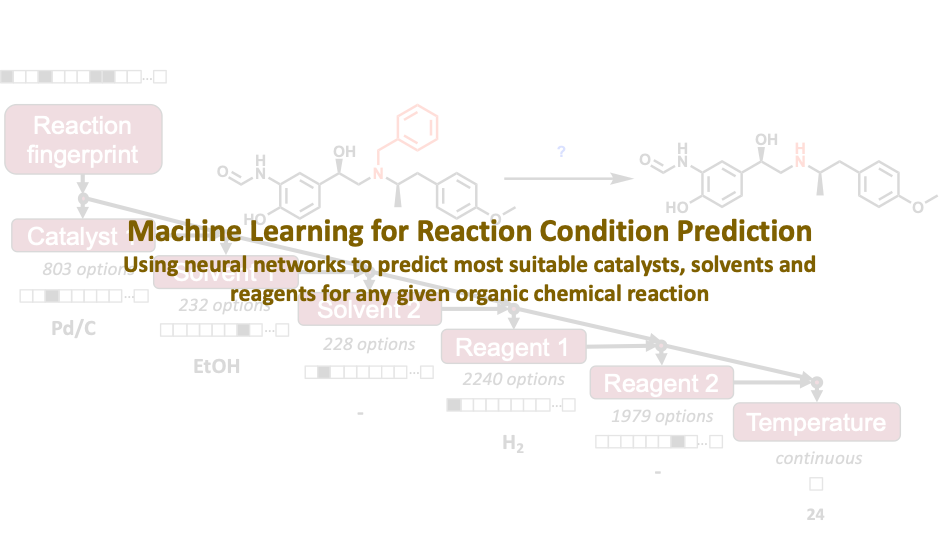 Reaction
fingerprint
OH
H
O
N
HO
N
O
?
OH
H
O
N
H
N
HO
O
Machine Learning for Reaction Condition Prediction
Using neural networks to predict most suitable catalysts, solvents and
reagents for any given organic chemical reaction
Catalyst 1
803 options
Pd/C
Solvent 1
232 options
EtOH
Solvent 2
228 options
-
Reagent 1
2240 options
H₂
Reagent 2
1979 options
-
Temperature
continuous
24